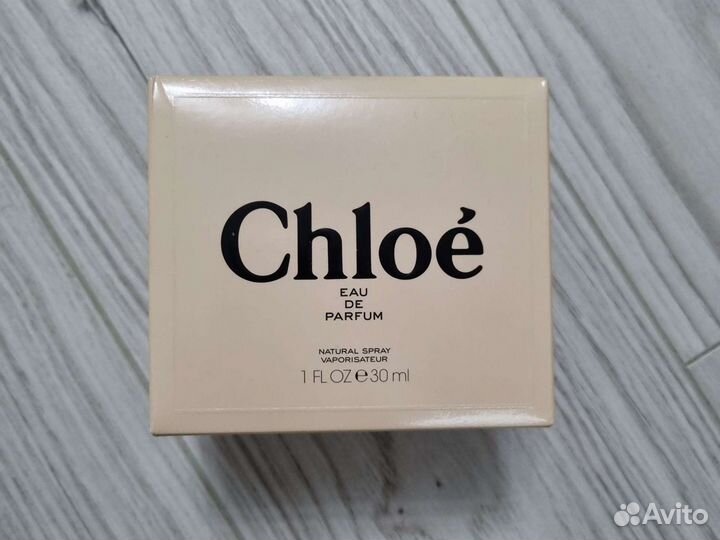 Chloé
EAU
DE
PARFUM
NATURAL SPRAY
VAPORISATEUR
1 FL OZ ℮ 30 ml
Avito